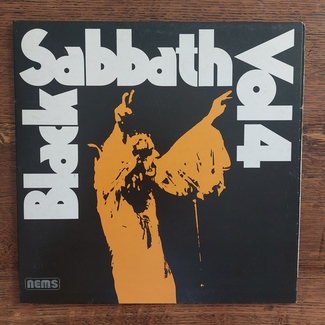 Black
Sabbath
Vol 4
nems